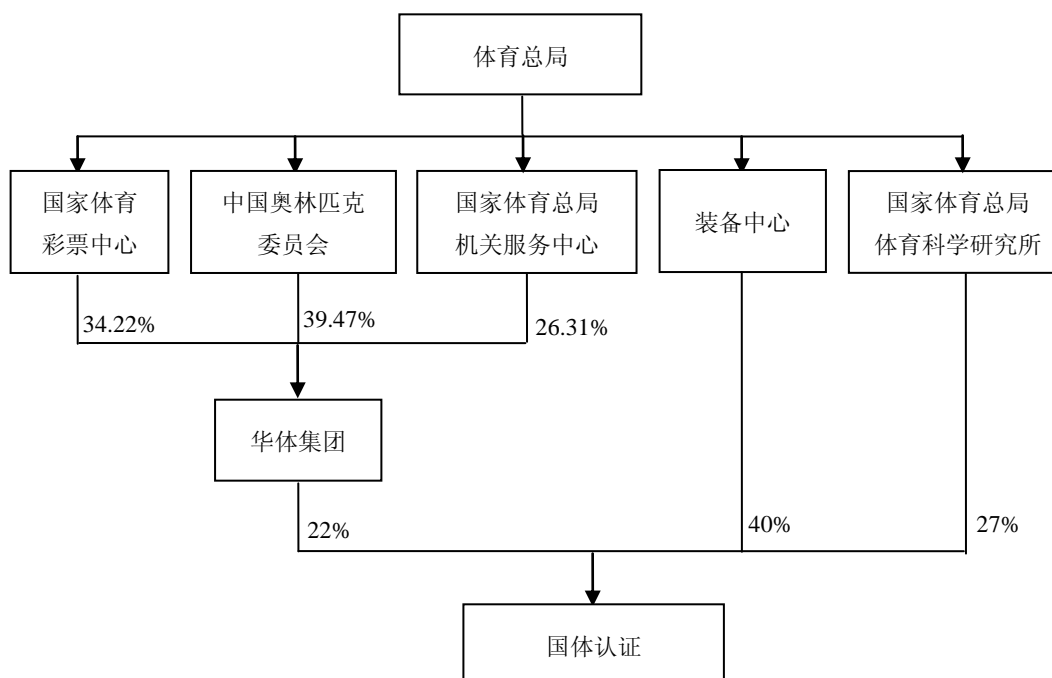 体育总局
国家体育
彩票中心
中国奥林匹克
委员会
国家体育总局
机关服务中心
装备中心
国家体育总局
体育科学研究所
34.22%
39.47%
26.31%
华体集团
22%
40%
27%
国体认证